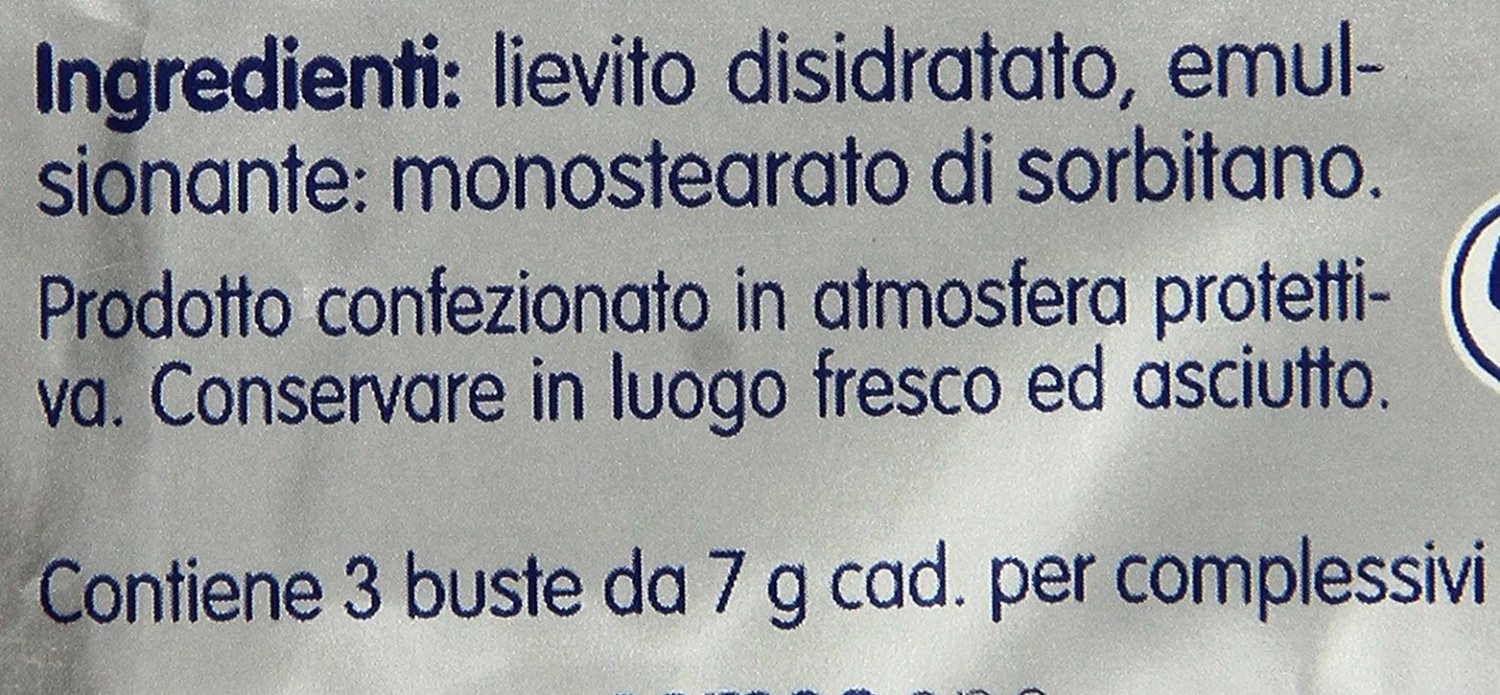 Ingredienti: lievito disidratato, emul-
sionante: monostearato di sorbitano.
Prodotto confezionato in atmosfera protetti-
va. Conservare in luogo fresco ed asciutto.
Contiene 3 buste da 7 g cad. per complessivi